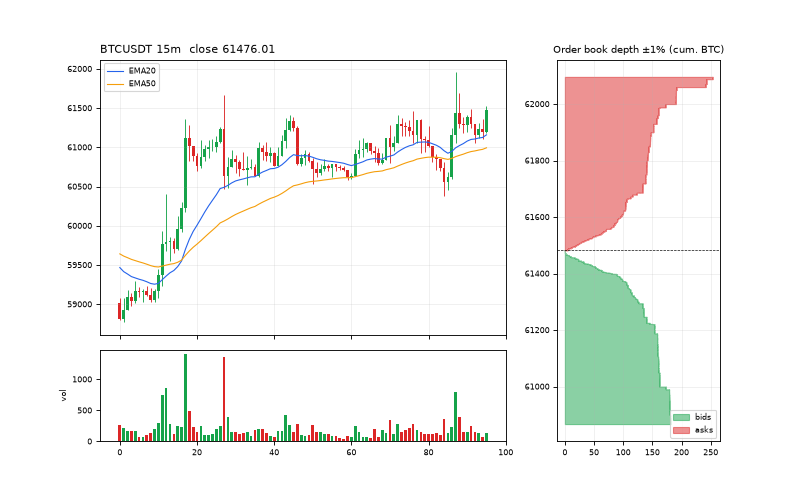 BTCUSDT 15m  close 61476.01
EMA20
EMA50
62000
61500
61000
60500
60000
59500
59000
vol
1000
500
0
0 20 40 60 80 100
Order book depth ±1% (cum. BTC)
62000
61800
61600
61400
61200
61000
bids
asks
0 50 100 150 200 250